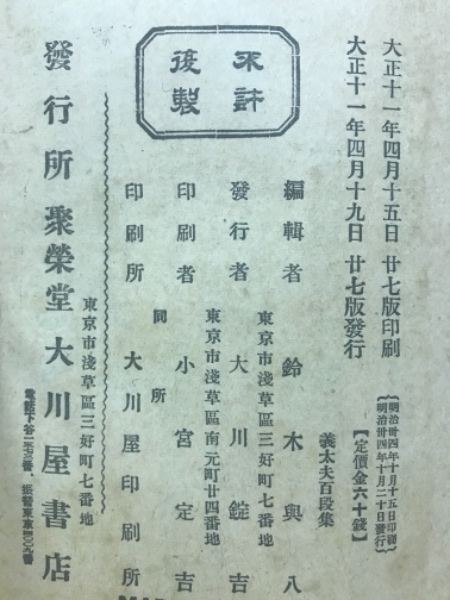 大正十一年四月十五日 廿七版印刷
大正十一年四月十九日 廿七版發行
明治卅四年十月十五日印刷
明治卅四年十月二十日發行
【定價金六十錢】
義太夫百段集
不許複製
編輯者 鈴木與八
東京市淺草區三好町七番地
發行者 大川錠吉
東京市淺草區南元町廿四番地
印刷者 小宮定吉
同所
印刷所 大川屋印刷所
東京市淺草區三好町七番地
發行所 聚榮堂 大川屋書店